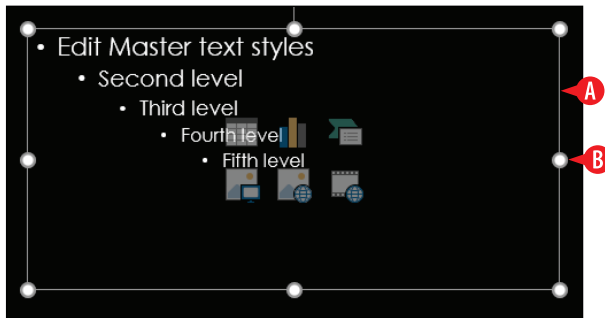 • Edit Master text styles
• Second level
• Third level
• Fourth level
• Fifth level
A
B